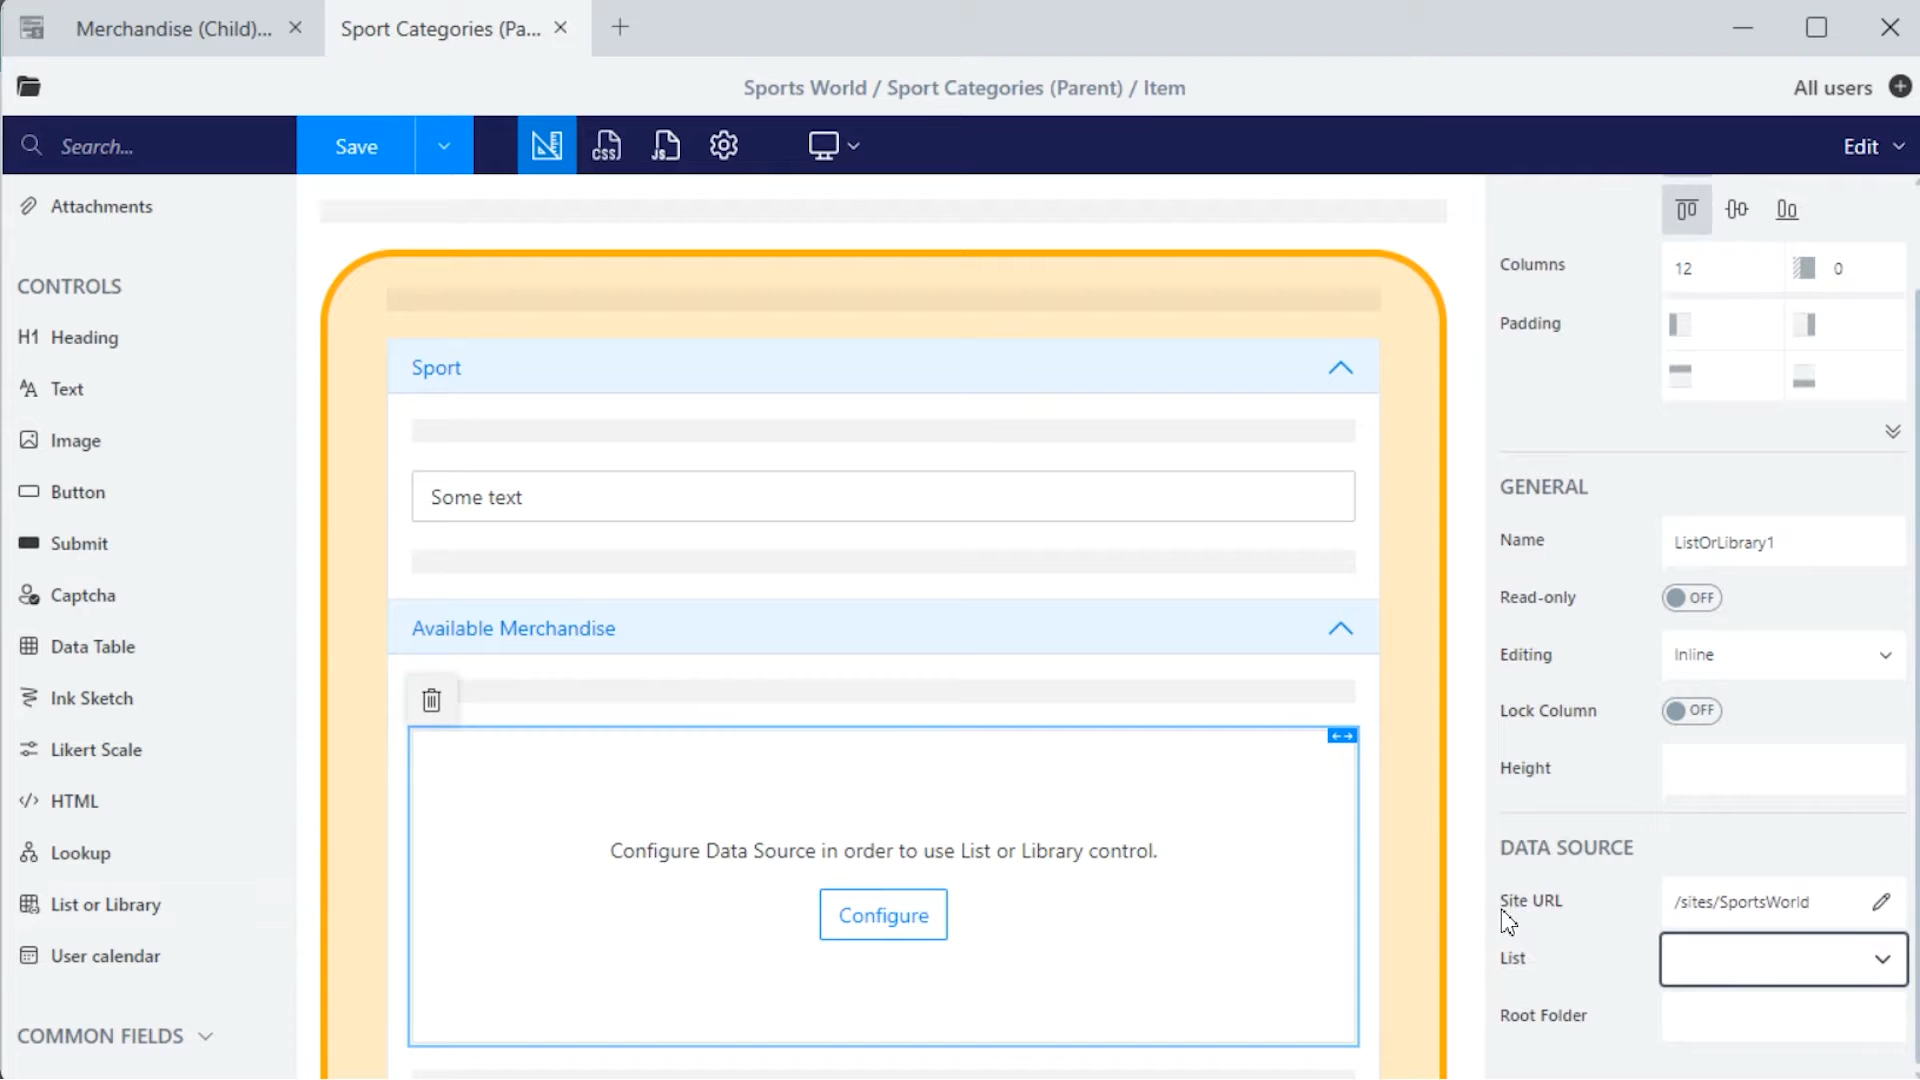 Merchandise (Child)...
Sport Categories (Pa...
Sports World / Sport Categories (Parent) / Item
All users
Search...
Save
CSS
JS
Edit
Attachments
CONTROLS
H1 Heading
Text
Image
Button
Submit
Captcha
Data Table
Ink Sketch
Likert Scale
HTML
Lookup
List or Library
User calendar
COMMON FIELDS
Sport
Some text
Available Merchandise
Configure Data Source in order to use List or Library control.
Configure
Columns 12 0
Padding
GENERAL
Name ListOrLibrary1
Read-only OFF
Editing Inline
Lock Column OFF
Height
DATA SOURCE
Site URL /sites/SportsWorld
List
Root Folder